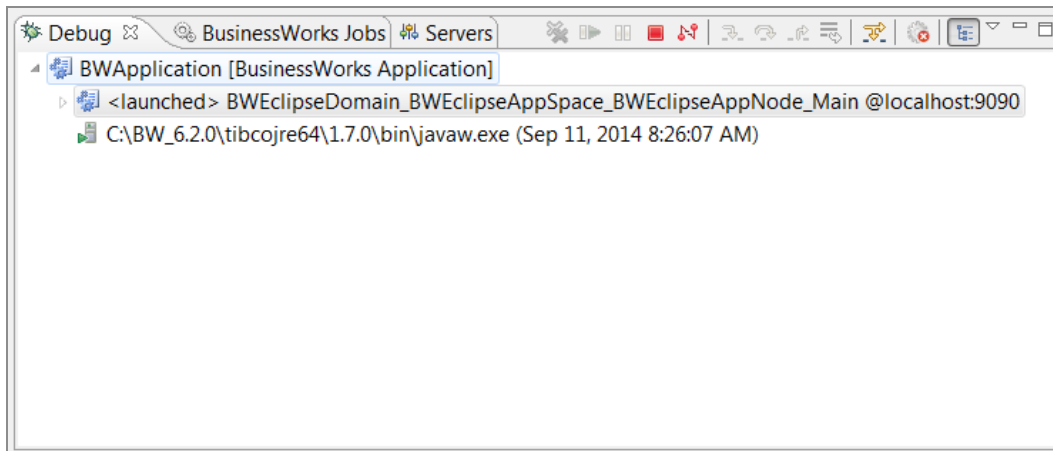 Debug BusinessWorks Jobs Servers
BWApplication [BusinessWorks Application]
<launched> BWEclipseDomain_BWEclipseAppSpace_BWEclipseAppNode_Main @localhost:9090
C:\BW_6.2.0\tibcojre64\1.7.0\bin\javaw.exe (Sep 11, 2014 8:26:07 AM)